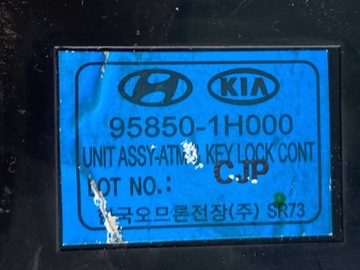 KIA
95850-1H000
UNIT ASSY-ATM KEY LOCK CONT
LOT NO.: CJP
한국오므론전장(주) SR73